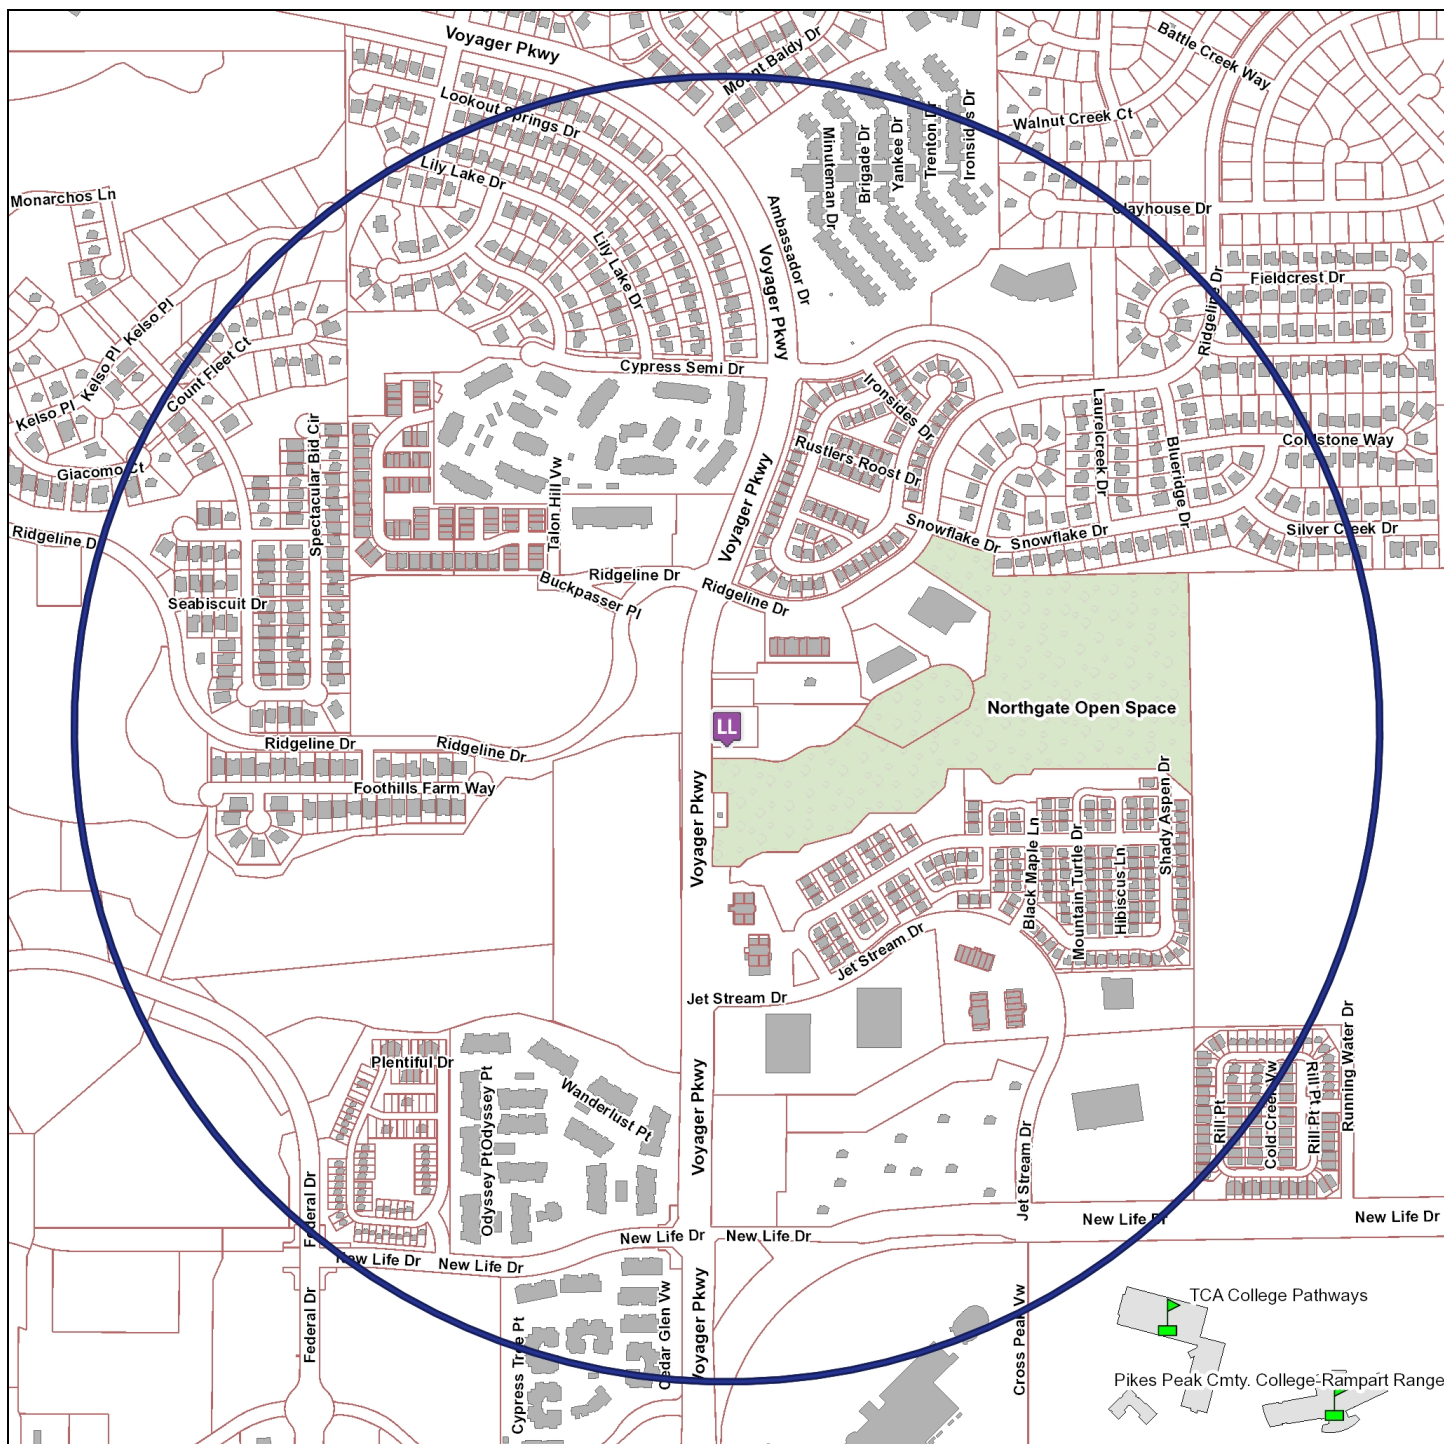 Voyager Pkwy
Mount Baldy Dr
Battle Creek Way
Lookout Springs Dr
Walnut Creek Ct
Minuteman Dr
Brigade Dr
Yankee Dr
Trenton Dr
Ironsides Dr
Lily Lake Dr
Monarchos Ln
Clayhouse Dr
Ambassador Dr
Lily Lake Dr
Voyager Pkwy
Fieldcrest Dr
Ridgeline Dr
Kelso Pl
Kelso Pl
Count Fleet Ct
Cypress Semi Dr
Kelso Pl
Ironsides Dr
Laurelcrest Dr
Blueridge Dr
Coldstone Way
Rustlers Roost Dr
Giacomo Ct
Spectacular Bid Cir
Talon Hill Vw
Voyager Pkwy
Snowflake Dr
Snowflake Dr
Silver Creek Dr
Ridgeline Dr
Ridgeline Dr
Buckpasser Pl
Ridgeline Dr
Seabiscuit Dr
Northgate Open Space
LL
Ridgeline Dr
Ridgeline Dr
Foothills Farm Way
Voyager Pkwy
Black Maple Ln
Mountain Turtle Dr
Hibiscus Ln
Shady Aspen Dr
Jet Stream Dr
Jet Stream Dr
Plentiful Dr
Odyssey Pt
Odyssey Pt
Wanderlust Pt
Voyager Pkwy
Jet Stream Dr
Rill Pt
Cold Creek Vw
Rill Pt
Running Water Dr
Federal Dr
New Life Dr
New Life Dr
New Life Dr
New Life Dr
New Life Dr
New Life Dr
Federal Dr
Cypress Tree Pt
Cedar Glen Vw
Voyager Pkwy
Cross Peak Vw
TCA College Pathways
Pikes Peak Cmty. College-Rampart Range